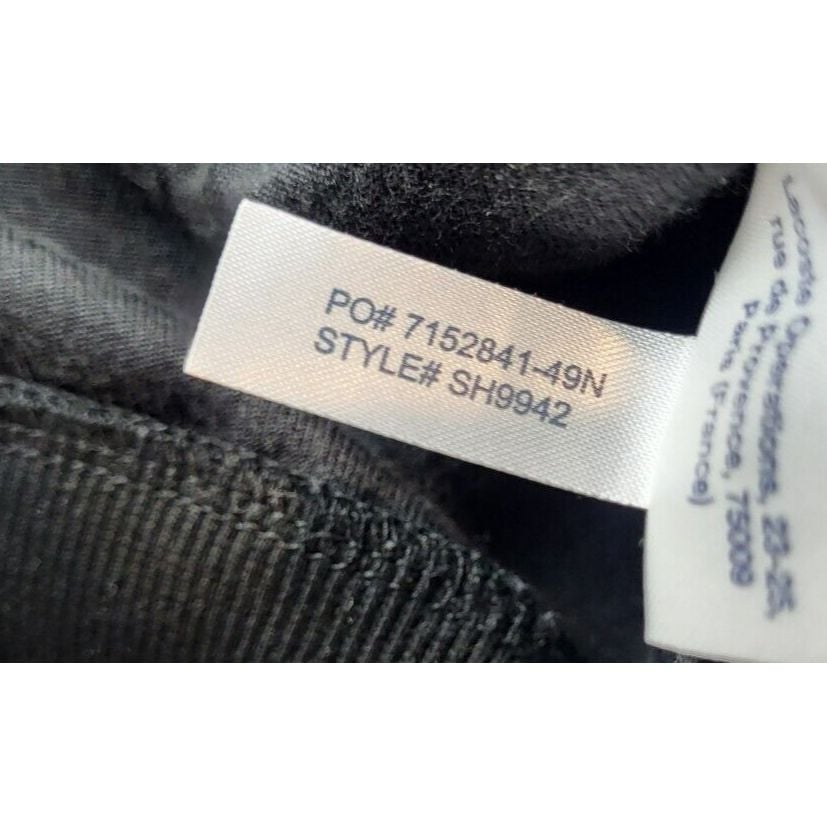 PO# 7152841-49N
STYLE# SH9942
Lacoste Operations, 23-25,
rue de Provence, 75009
Paris (France)